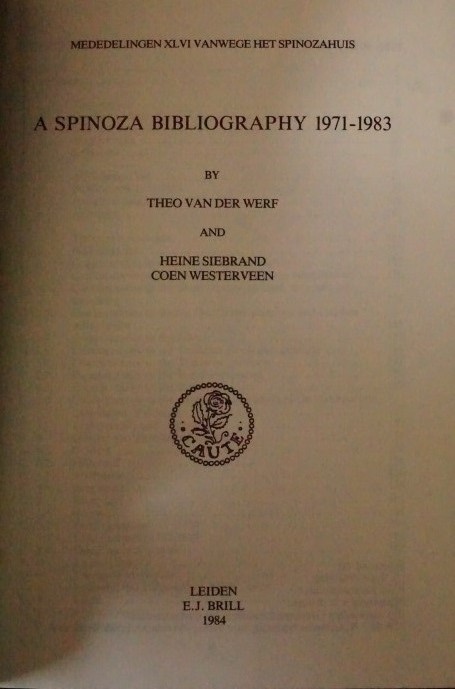 MEDEDELINGEN XLVI VANWEGE HET SPINOZAHUIS
A SPINOZA BIBLIOGRAPHY 1971-1983
BY
THEO VAN DER WERF
AND
HEINE SIEBRAND
COEN WESTERVEEN
CAUTE
LEIDEN
E.J. BRILL
1984